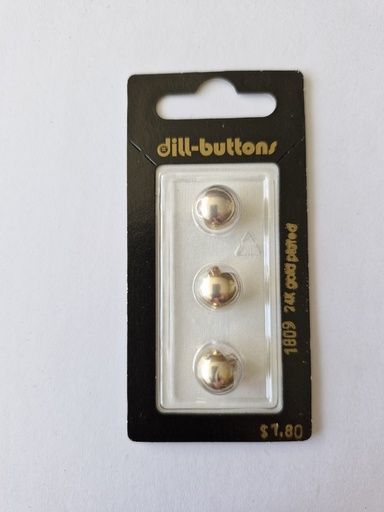 dill-buttons
1809 24K gold plated
$1.80